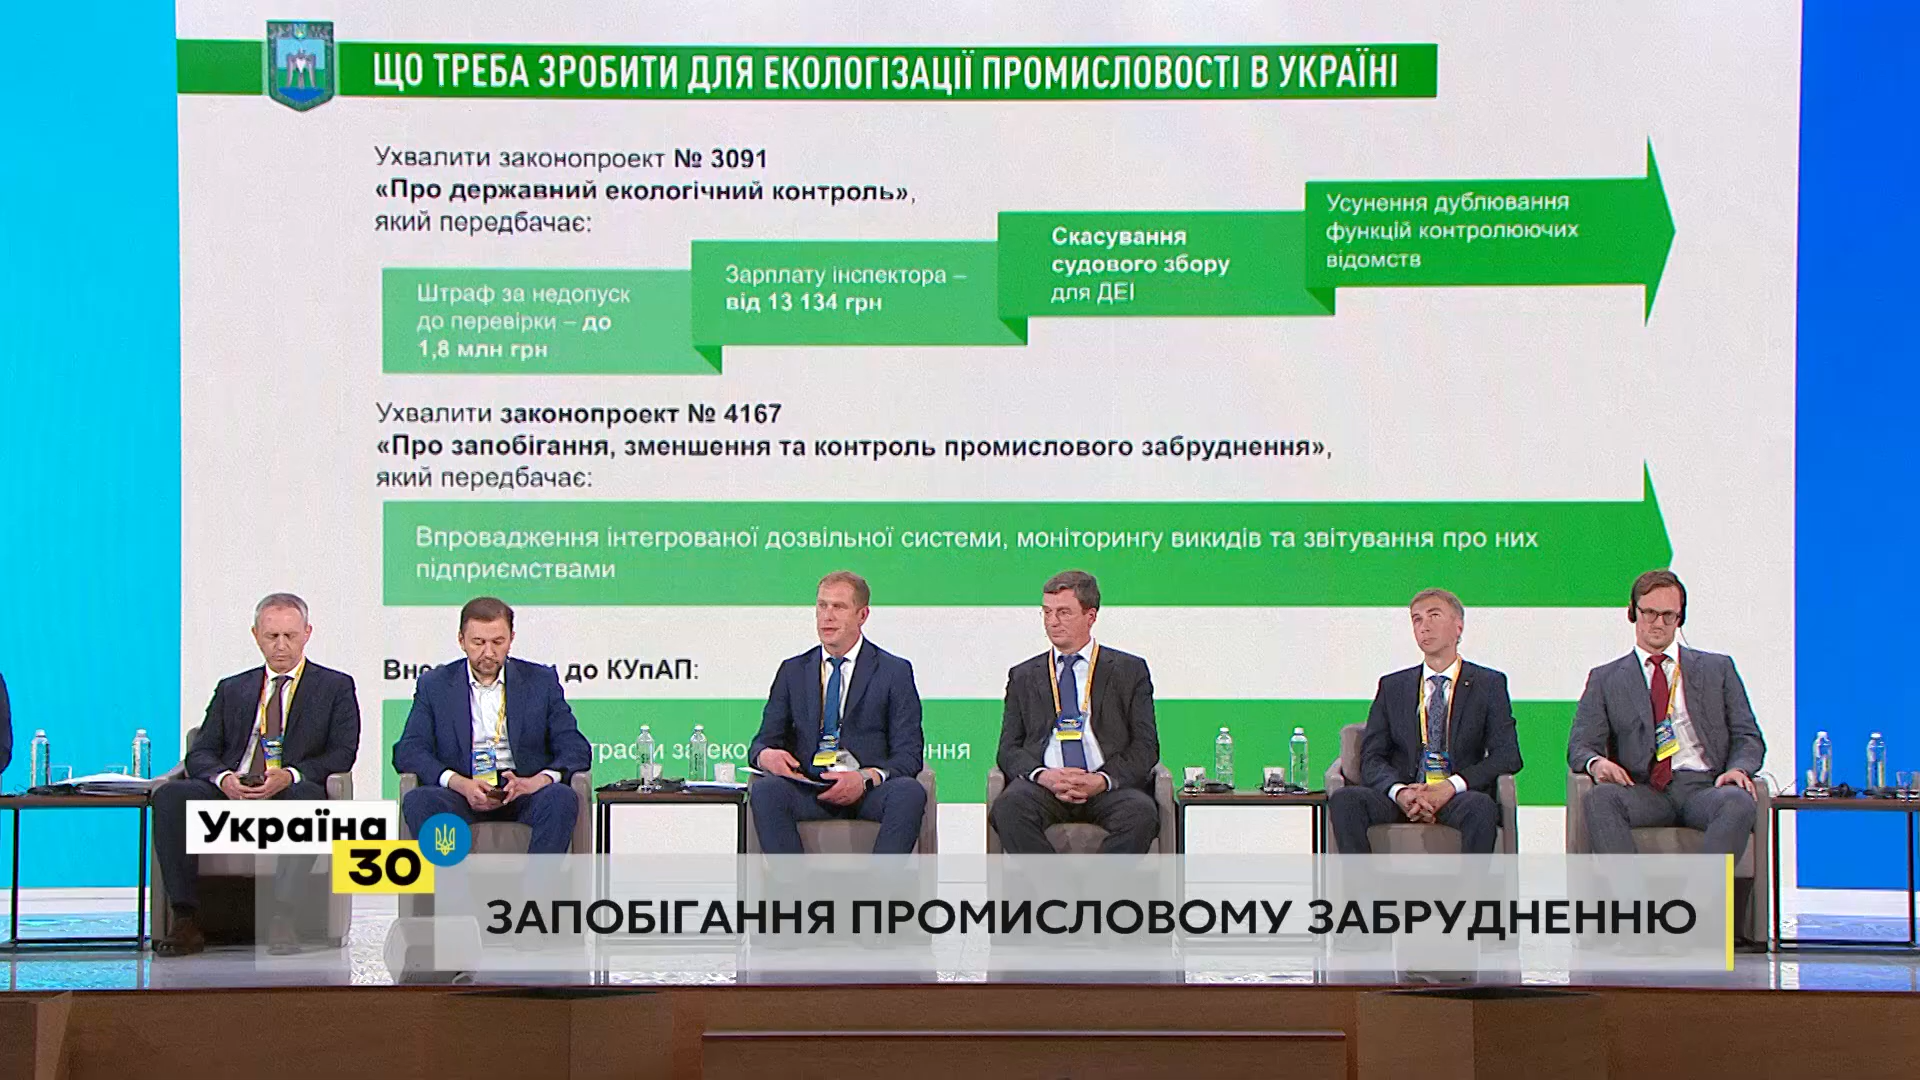 ЩО ТРЕБА ЗРОБИТИ ДЛЯ ЕКОЛОГІЗАЦІЇ ПРОМИСЛОВОСТІ В УКРАЇНІ
Ухвалити законопроект № 3091
«Про державний екологічний контроль»,
який передбачає:
Штраф за недопуск
до перевірки – до
1,8 млн грн
Зарплату інспектора –
від 13 134 грн
Скасування
судового збору
для ДЕІ
Усунення дублювання
функцій контролюючих
відомств
Ухвалити законопроект № 4167
«Про запобігання, зменшення та контроль промислового забруднення»,
який передбачає:
Впровадження інтегрованої дозвільної системи, моніторингу викидів та звітування про них
підприємствами
до КУпАП:
Україна
30
ЗАПОБІГАННЯ ПРОМИСЛОВОМУ ЗАБРУДНЕННЮ